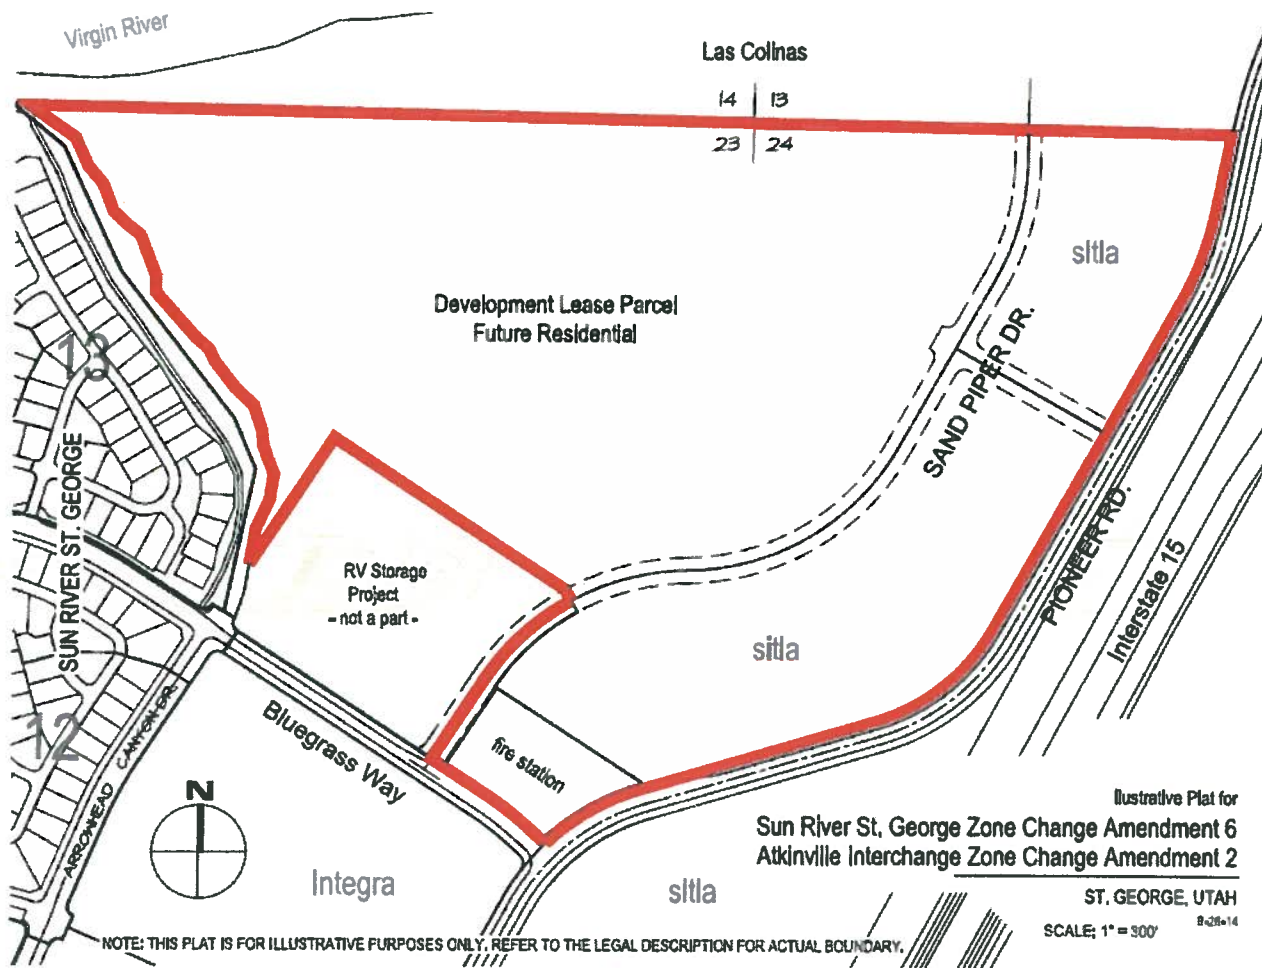 Virgin River
Las Colinas
14 13
23 24
sitla
Development Lease Parcel
Future Residential
SAND PIPER DR.
13
SUN RIVER ST. GEORGE
PIONEER RD.
Interstate 15
RV Storage
Project
- not a part -
sitla
12
ARROWHEAD CANYON DR.
Bluegrass Way
fire station
N
Integra
sitla
Illustrative Plat for
Sun River St. George Zone Change Amendment 6
Atkinville Interchange Zone Change Amendment 2
ST. GEORGE, UTAH
8-28-14
SCALE: 1" = 300'
NOTE: THIS PLAT IS FOR ILLUSTRATIVE PURPOSES ONLY. REFER TO THE LEGAL DESCRIPTION FOR ACTUAL BOUNDARY.